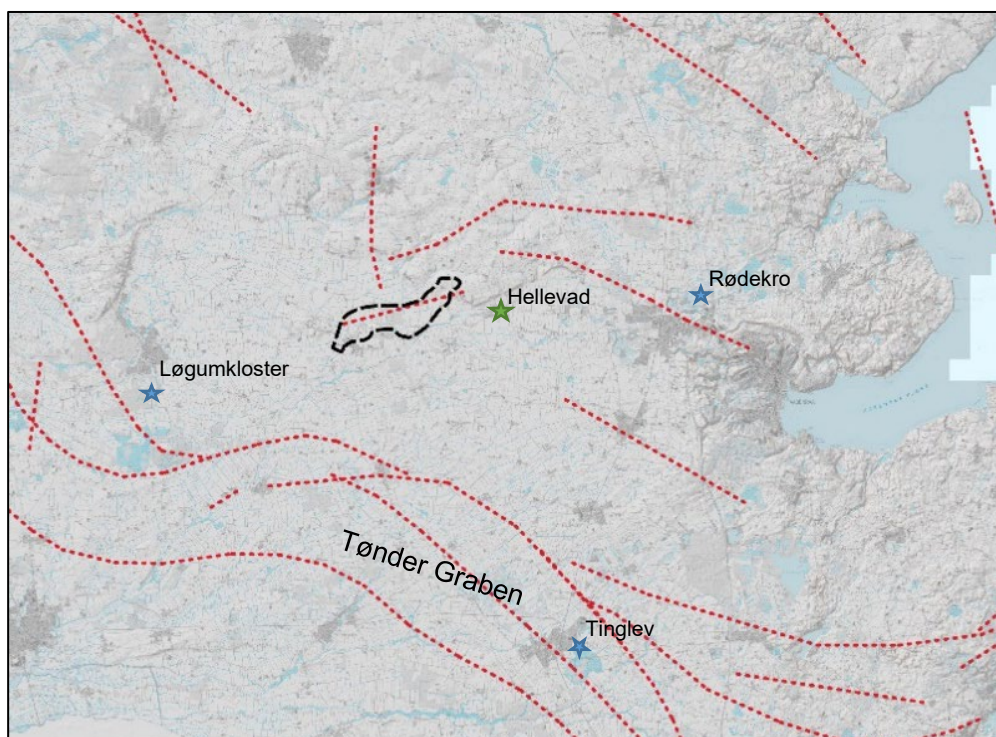 Rødekro
Hellevad
Løgumkloster
Tønder Graben
Tinglev